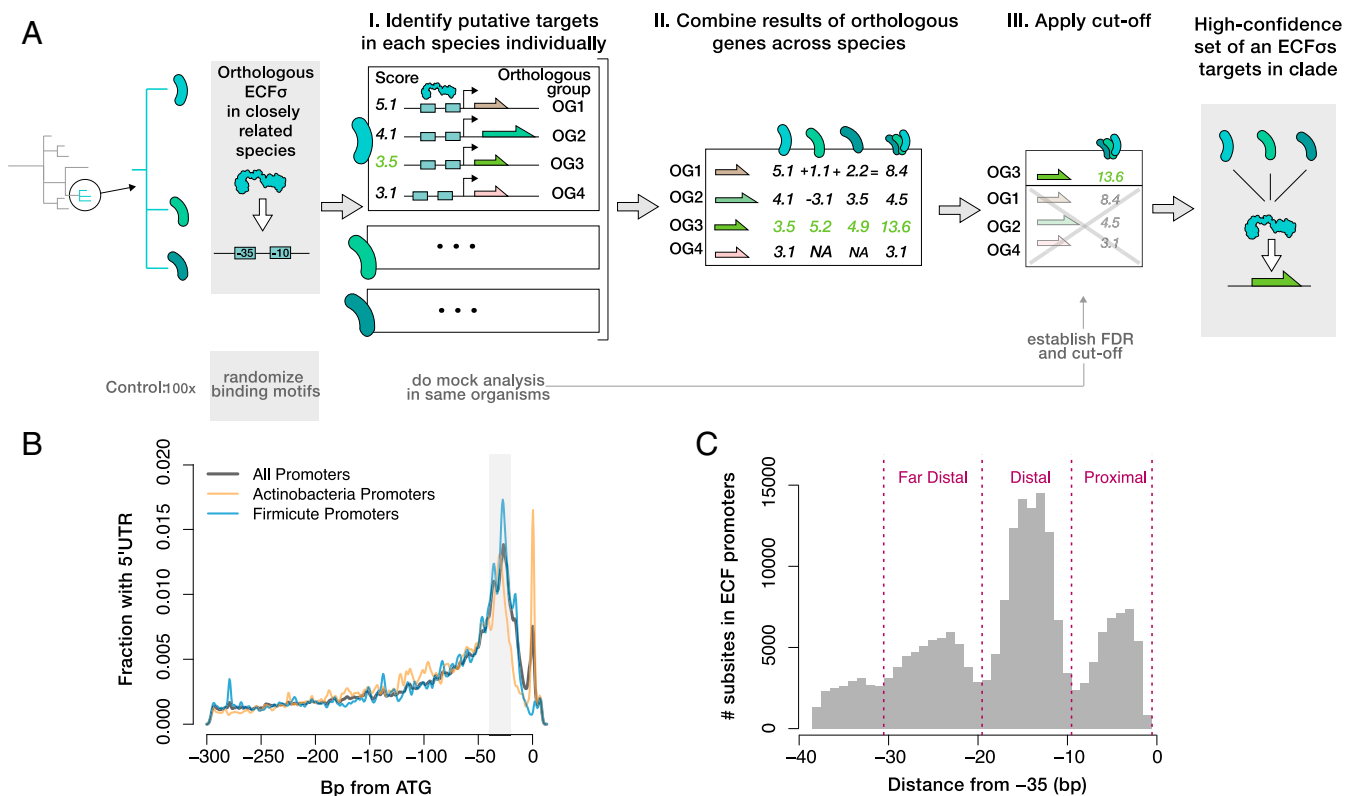 A
I. Identify putative targets
in each species individually
II. Combine results of orthologous
genes across species
III. Apply cut-off
High-confidence
set of an ECFσs
targets in clade
Orthologous
ECFσ
in closely
related
species
-35 -10
Score
Orthologous
group
5.1 OG1
4.1 OG2
3.5 OG3
3.1 OG4
• • •
• • •
OG1 5.1 +1.1 + 2.2 = 8.4
OG2 4.1 -3.1 3.5 4.5
OG3 3.5 5.2 4.9 13.6
OG4 3.1 NA NA 3.1
OG3 13.6
OG1 8.4
OG2 4.5
OG4 3.1
establish FDR
and cut-off
Control:100x
randomize
binding motifs
do mock analysis
in same organisms
B
Fraction with 5'UTR
0.020
0.015
0.010
0.005
0.000
All Promoters
Actinobacteria Promoters
Firmicute Promoters
−300 −250 −200 −150 −100 −50 0
Bp from ATG
C
# subsites in ECF promoters
15000
10000
5000
0
Far Distal Distal Proximal
−40 −30 −20 −10 0
Distance from −35 (bp)